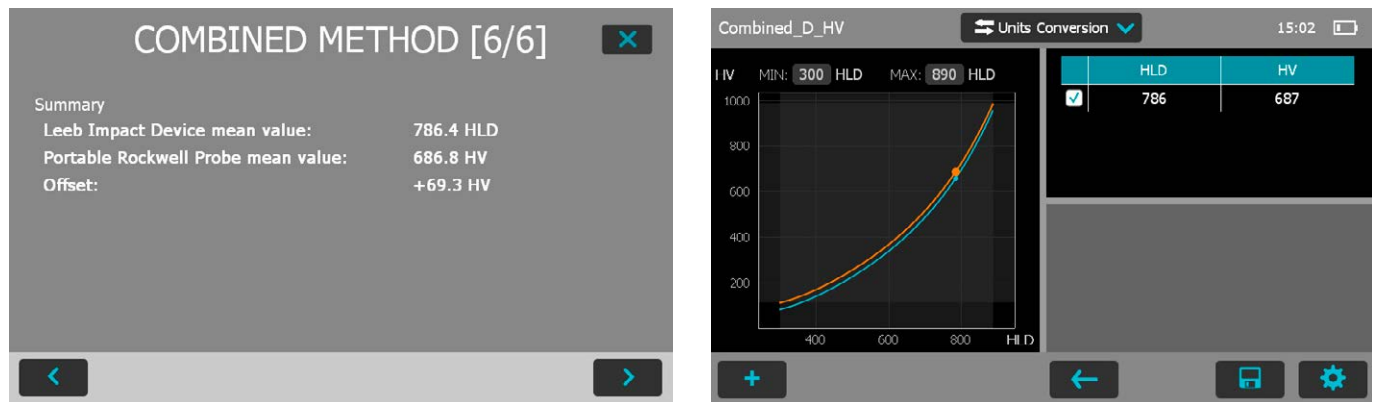 COMBINED METHOD [6/6]
Summary
Leeb Impact Device mean value: 786.4 HLD
Portable Rockwell Probe mean value: 686.8 HV
Offset: +69.3 HV
Combined_D_HV Units Conversion 15:02
HV MIN: 300 HLD MAX: 890 HLD
1000
800
600
400
200
400 600 800 HLD
HLD HV
786 687